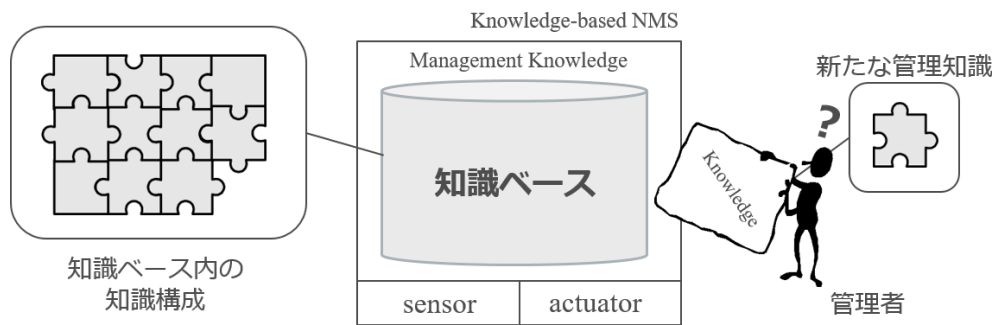 Knowledge-based NMS
Management Knowledge
知識ベース
sensor
actuator
知識ベース内の
知識構成
Knowledge
?
新たな管理知識
管理者